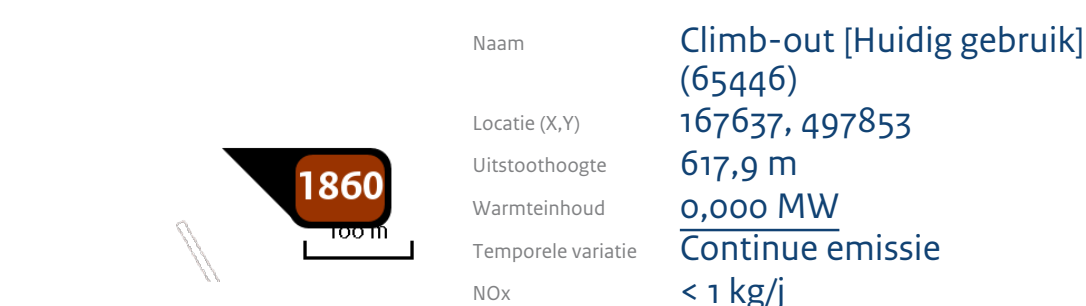 Naam Climb-out [Huidig gebruik]
(65446)
Locatie (X,Y) 167637, 497853
Uitstoothoogte 617,9 m
Warmteinhoud 0,000 MW
Temporele variatie Continue emissie
NOx < 1 kg/j
1860
100 m